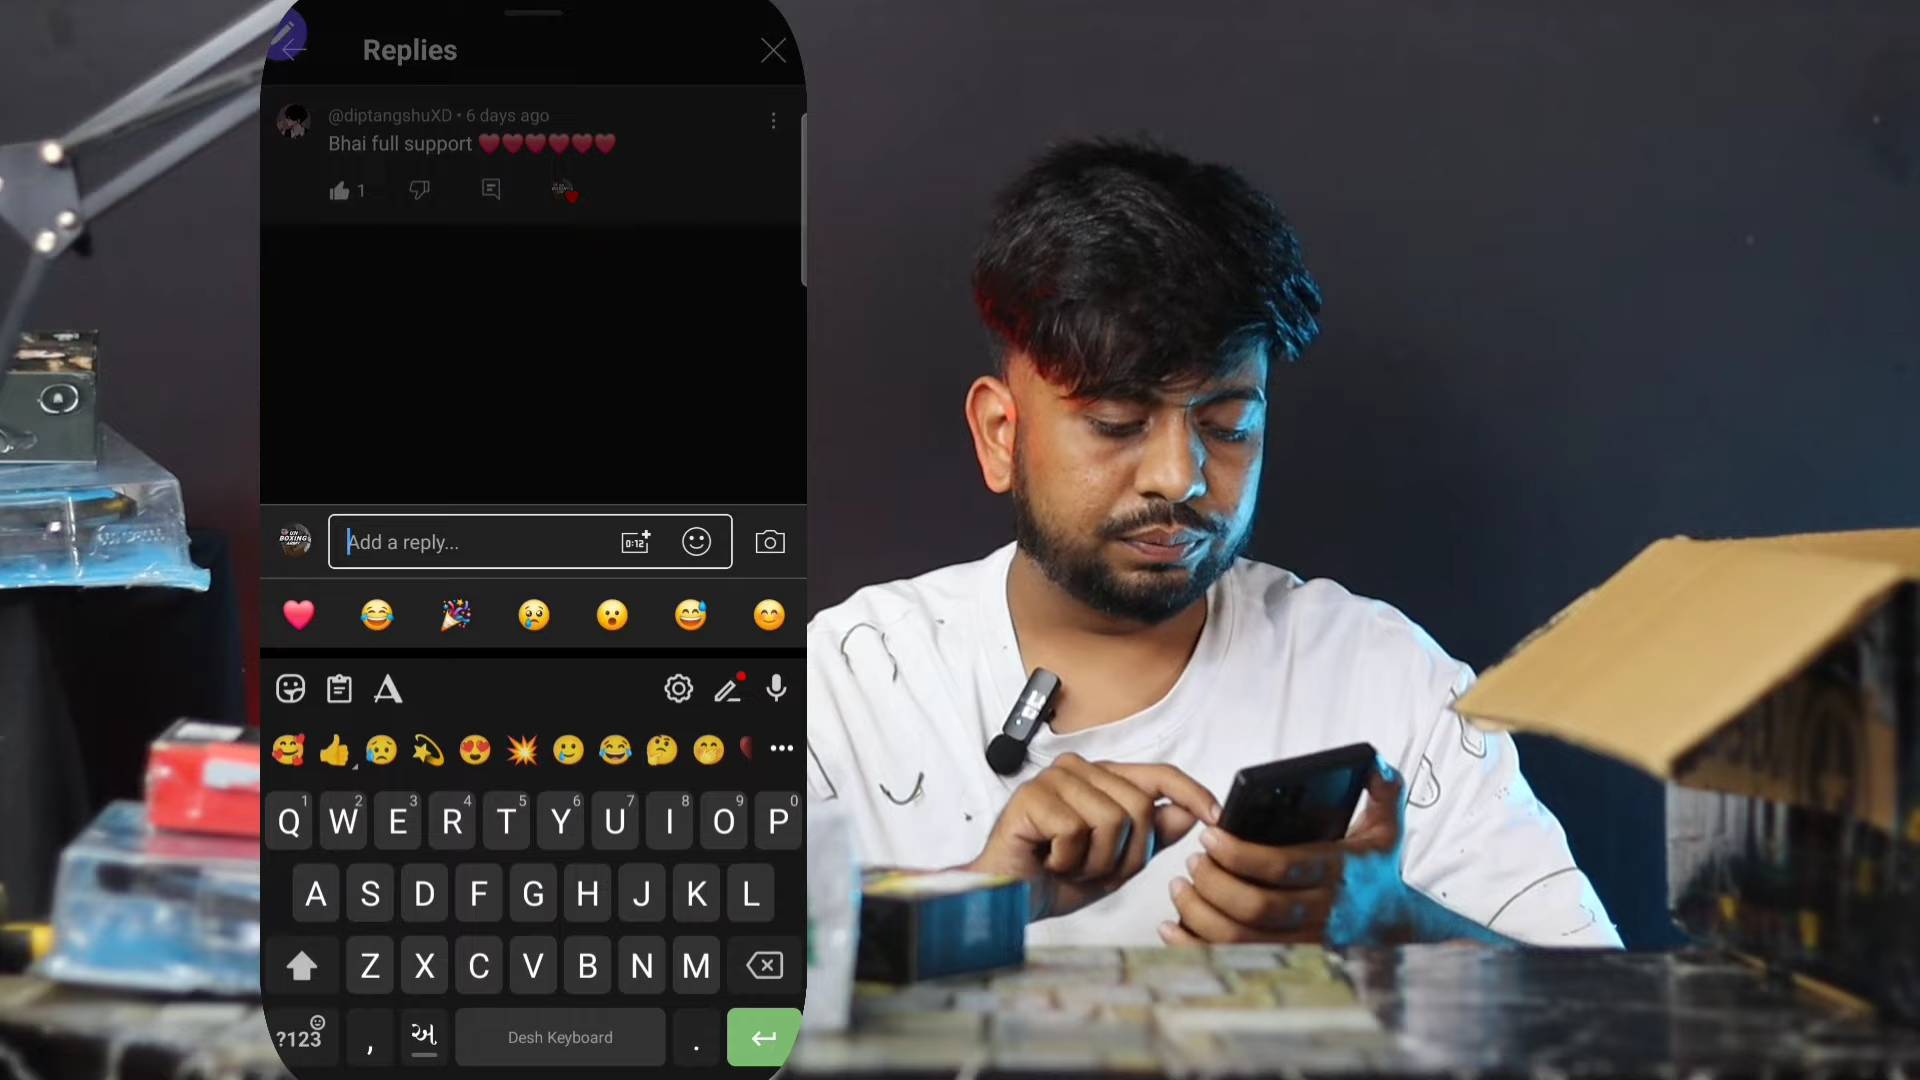 Replies
@diptangshuXD • 6 days ago
Bhai full support ❤️❤️❤️❤️❤️❤️
1
BOXING
Add a reply...
0:12
1 2 3 4 5 6 7 8 9 0
Q W E R T Y U I O P
A S D F G H J K L
Z X C V B N M
?123 , અ Desh Keyboard .